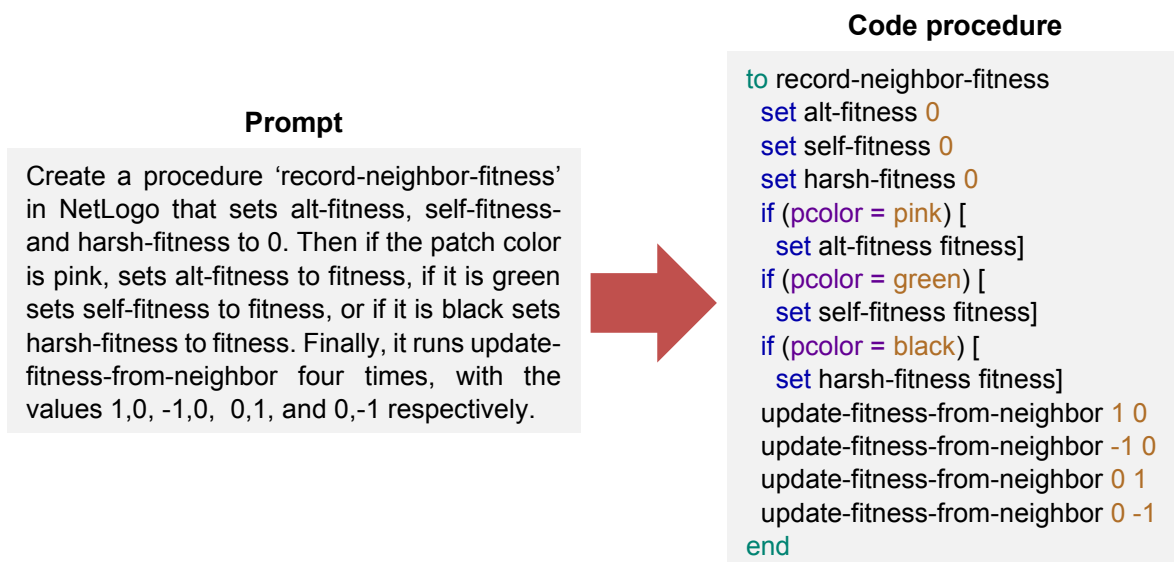 Prompt
Create a procedure ‘record-neighbor-fitness’
in NetLogo that sets alt-fitness, self-fitness-
and harsh-fitness to 0. Then if the patch color
is pink, sets alt-fitness to fitness, if it is green
sets self-fitness to fitness, or if it is black sets
harsh-fitness to fitness. Finally, it runs update-
fitness-from-neighbor four times, with the
values 1,0, -1,0, 0,1, and 0,-1 respectively.
Code procedure
to record-neighbor-fitness
set alt-fitness 0
set self-fitness 0
set harsh-fitness 0
if (pcolor = pink) [
set alt-fitness fitness]
if (pcolor = green) [
set self-fitness fitness]
if (pcolor = black) [
set harsh-fitness fitness]
update-fitness-from-neighbor 1 0
update-fitness-from-neighbor -1 0
update-fitness-from-neighbor 0 1
update-fitness-from-neighbor 0 -1
end